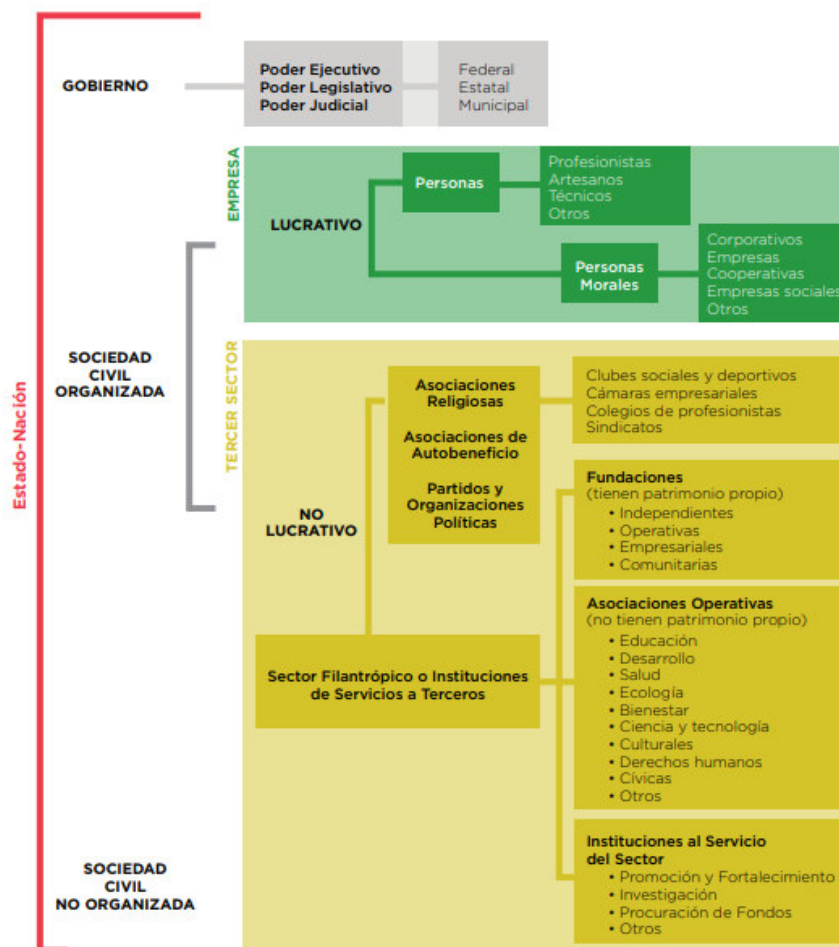 Estado-Nación
GOBIERNO
Poder Ejecutivo
Poder Legislativo
Poder Judicial
Federal
Estatal
Municipal
SOCIEDAD
CIVIL
ORGANIZADA
EMPRESA
LUCRATIVO
Personas
Profesionistas
Artesanos
Técnicos
Otros
Personas
Morales
Corporativos
Empresas
Cooperativas
Empresas sociales
Otros
TERCER SECTOR
NO
LUCRATIVO
Asociaciones
Religiosas
Asociaciones de
Autobeneficio
Partidos y
Organizaciones
Políticas
Clubes sociales y deportivos
Cámaras empresariales
Colegios de profesionistas
Sindicatos
Sector Filantrópico o Instituciones
de Servicios a Terceros
Fundaciones
(tienen patrimonio propio)
• Independientes
• Operativas
• Empresariales
• Comunitarias
Asociaciones Operativas
(no tienen patrimonio propio)
• Educación
• Desarrollo
• Salud
• Ecología
• Bienestar
• Ciencia y tecnología
• Culturales
• Derechos humanos
• Cívicas
• Otros
Instituciones al Servicio
del Sector
• Promoción y Fortalecimiento
• Investigación
• Procuración de Fondos
• Otros
SOCIEDAD
CIVIL
NO ORGANIZADA